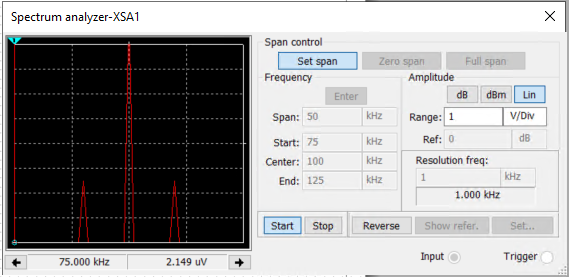 Spectrum analyzer-XSA1
Span control
Set span Zero span Full span
Frequency
Enter
Span: 50 kHz
Start: 75 kHz
Center: 100 kHz
End: 125 kHz
Amplitude
dB dBm Lin
Range: 1 V/Div
Ref: 0 dB
Resolution freq:
1 kHz
1.000 kHz
Start Stop Reverse Show refer. Set...
75.000 kHz 2.149 uV
Input Trigger